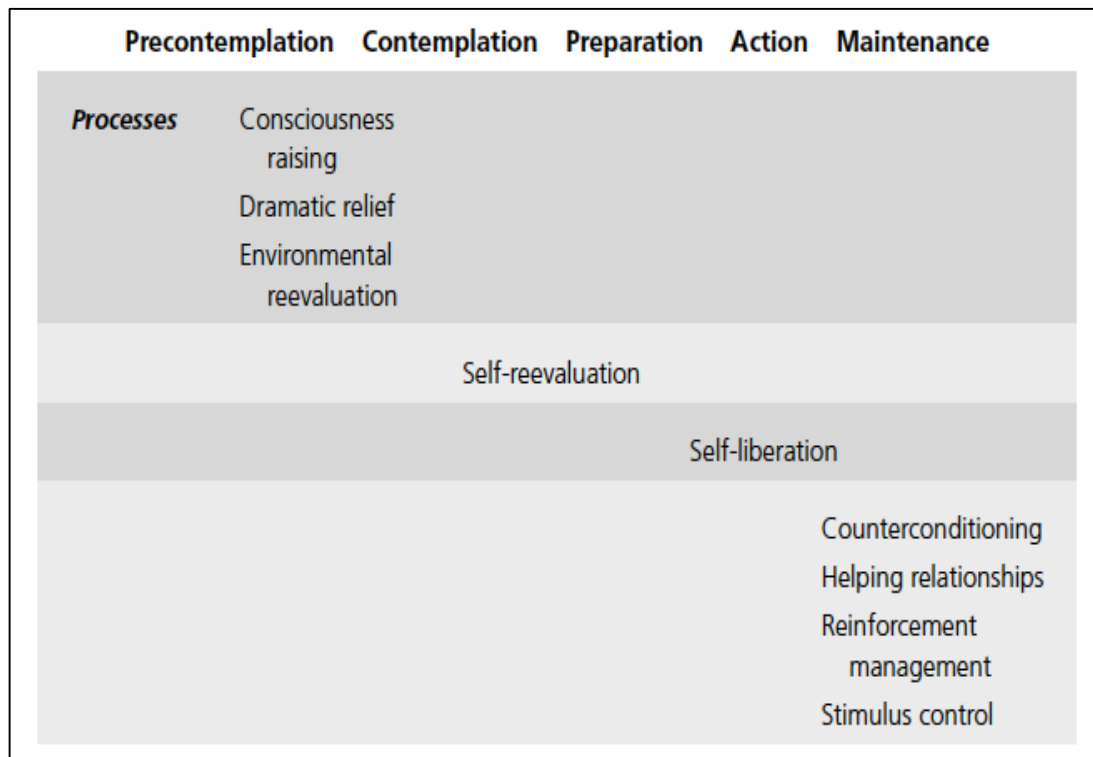 Precontemplation Contemplation Preparation Action Maintenance
Processes Consciousness
raising
Dramatic relief
Environmental
reevaluation
Self-reevaluation
Self-liberation
Counterconditioning
Helping relationships
Reinforcement
management
Stimulus control